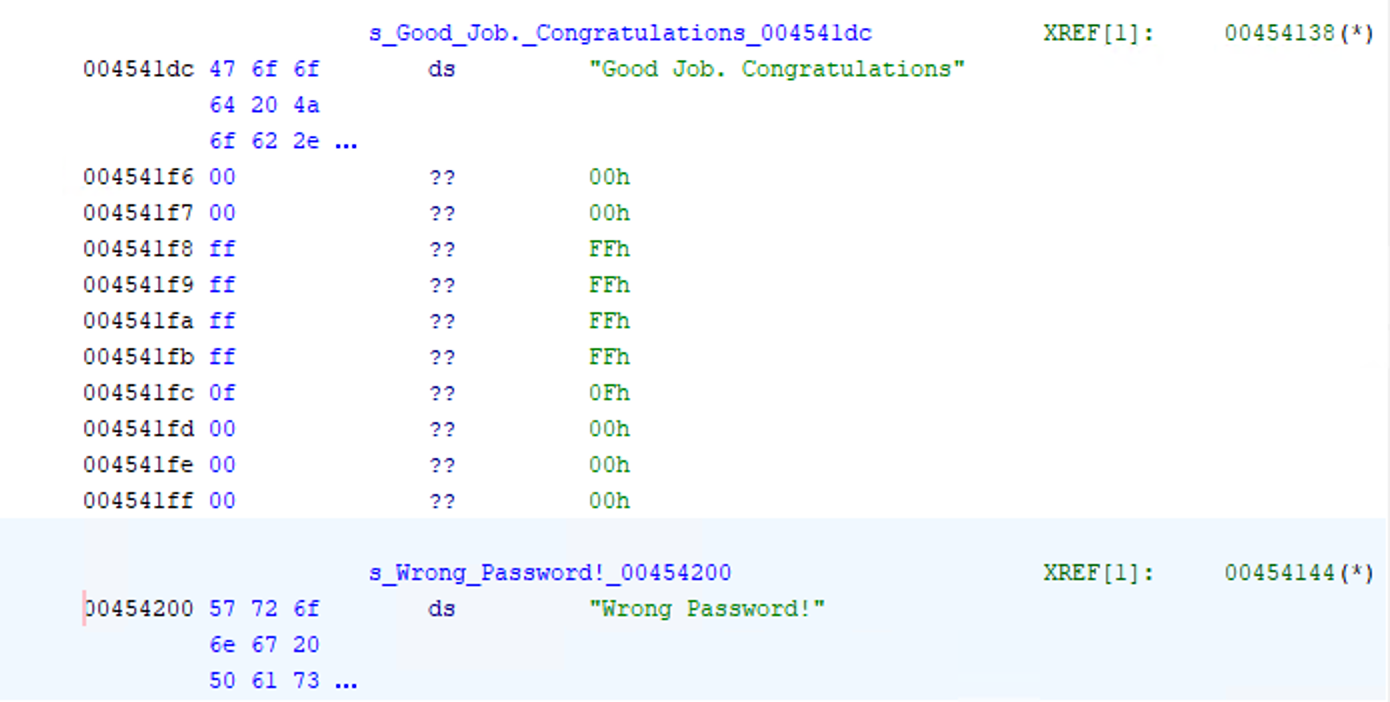 s_Good_Job._Congratulations_004541dc XREF[1]: 00454138(*)
004541dc 47 6f 6f ds "Good Job. Congratulations"
64 20 4a
6f 62 2e ...
004541f6 00 ?? 00h
004541f7 00 ?? 00h
004541f8 ff ?? FFh
004541f9 ff ?? FFh
004541fa ff ?? FFh
004541fb ff ?? FFh
004541fc 0f ?? 0Fh
004541fd 00 ?? 00h
004541fe 00 ?? 00h
004541ff 00 ?? 00h
s_Wrong_Password!_00454200 XREF[1]: 00454144(*)
00454200 57 72 6f ds "Wrong Password!"
6e 67 20
50 61 73 ...